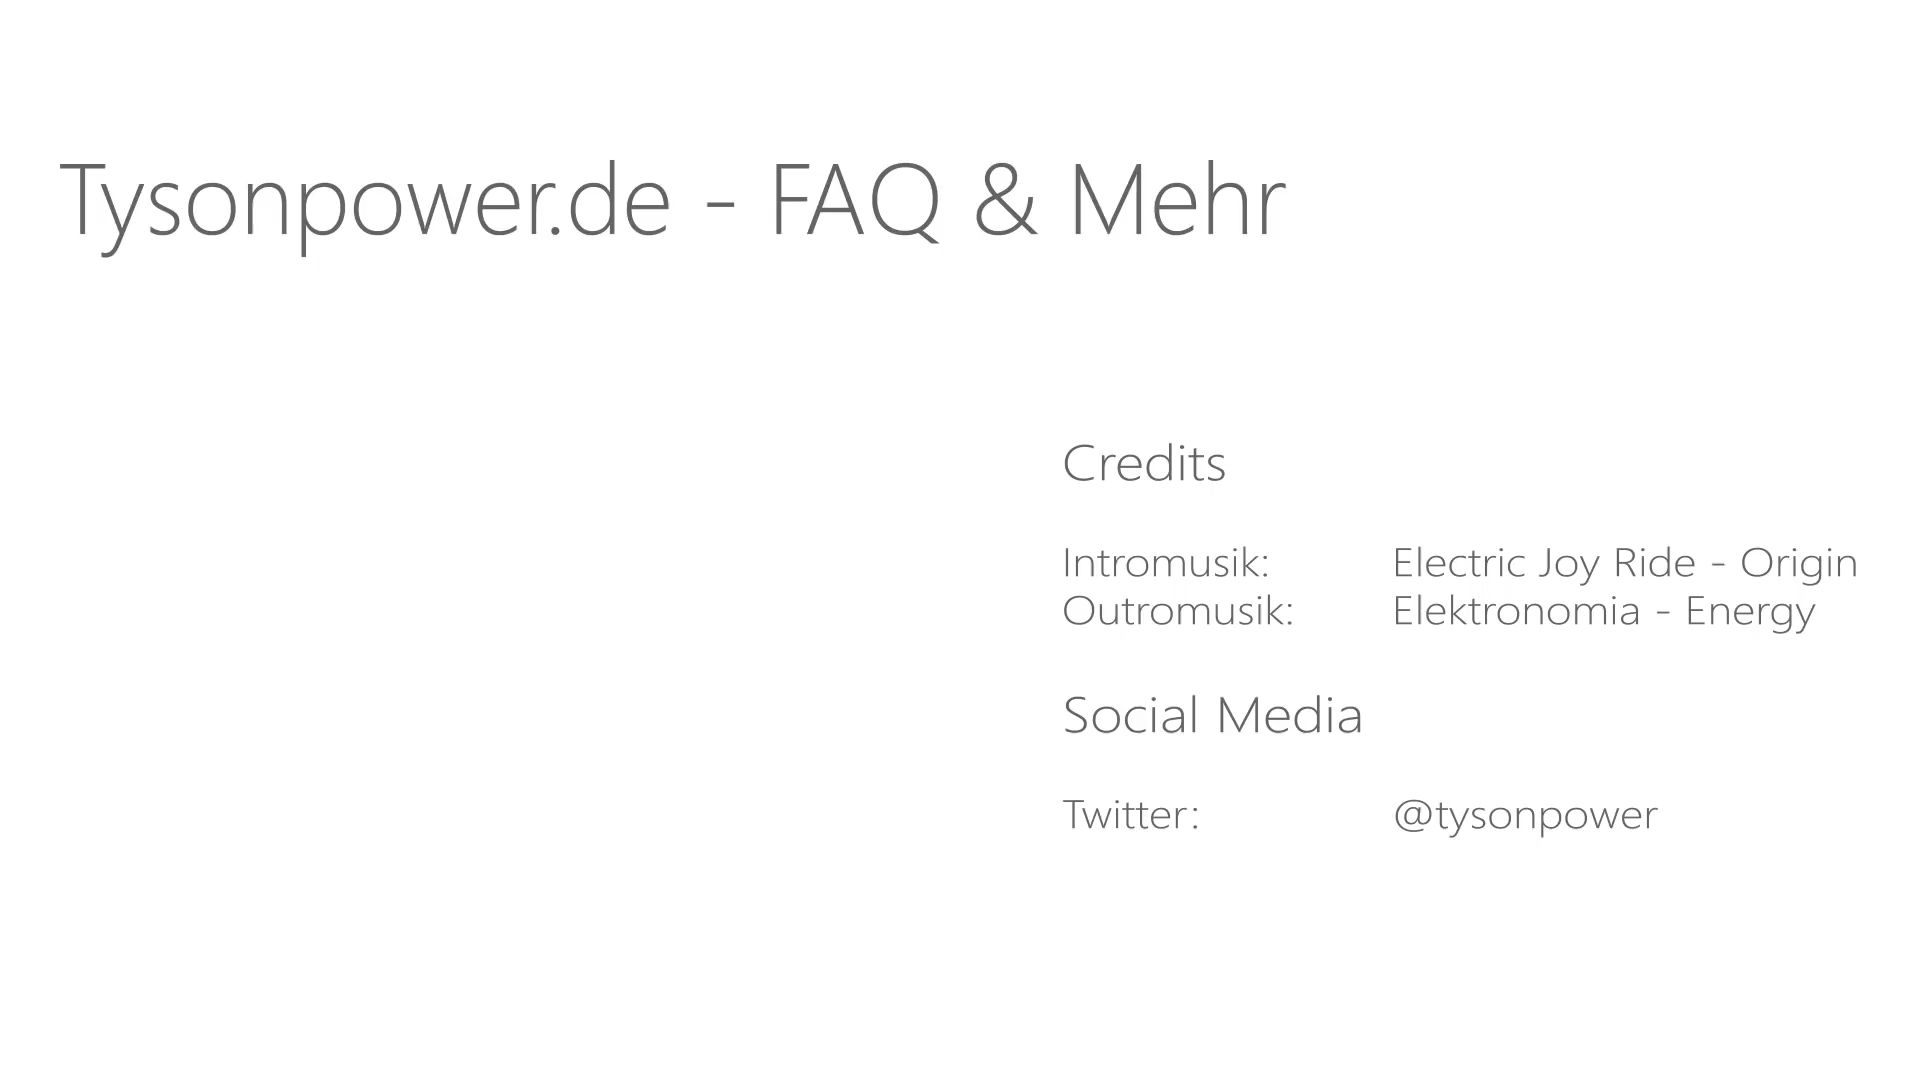 Tysonpower.de - FAQ & Mehr
Credits
Intromusik: Electric Joy Ride - Origin
Outromusik: Elektronomia - Energy
Social Media
Twitter: @tysonpower